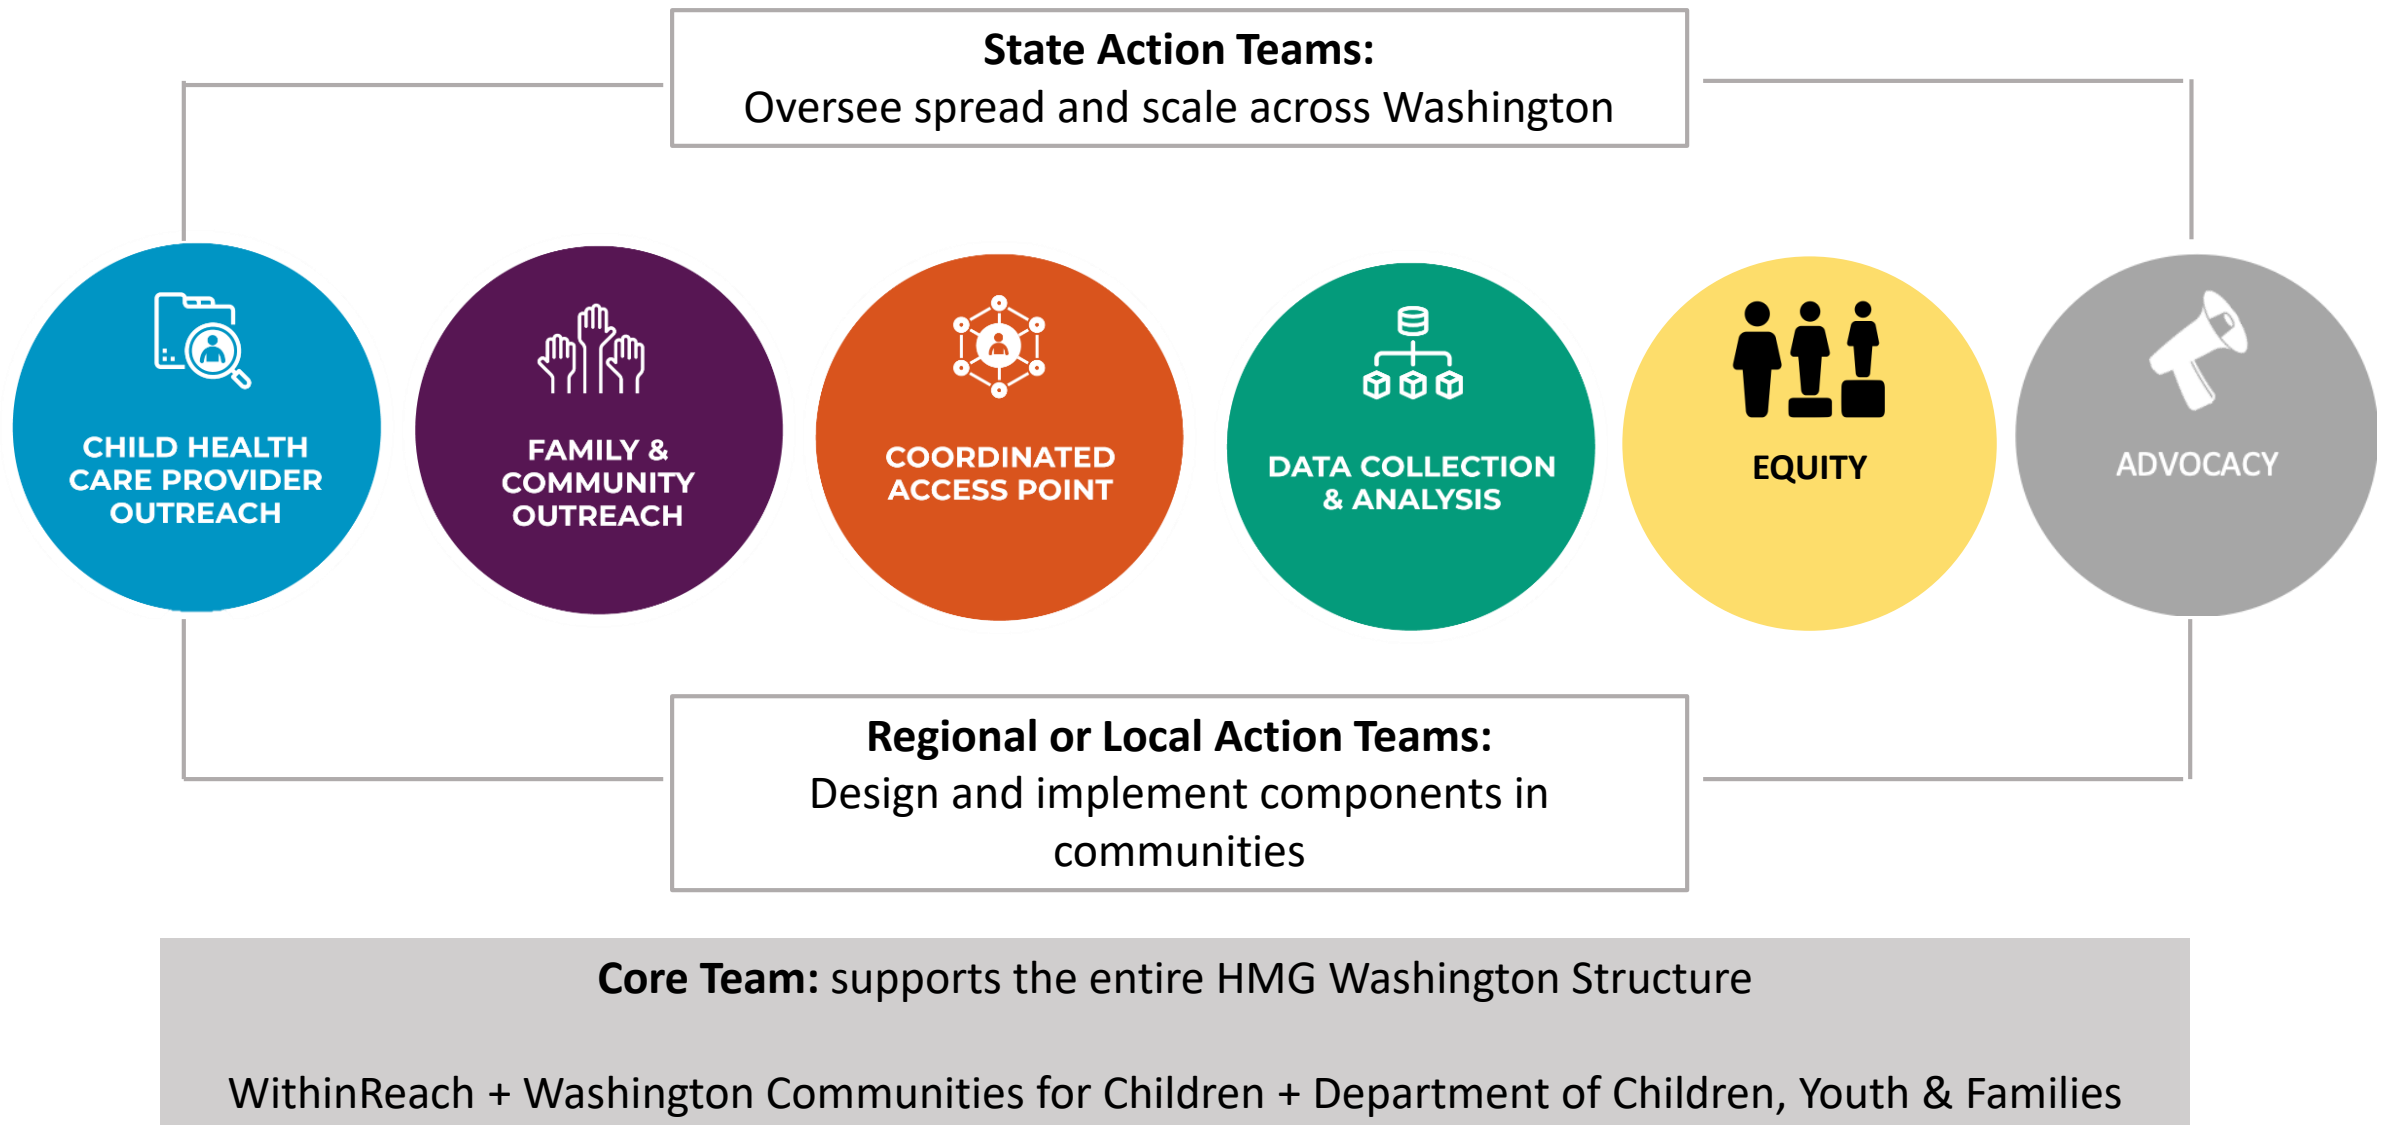 State Action Teams:
Oversee spread and scale across Washington
CHILD HEALTH
CARE PROVIDER
OUTREACH
FAMILY &
COMMUNITY
OUTREACH
COORDINATED
ACCESS POINT
DATA COLLECTION
& ANALYSIS
EQUITY
ADVOCACY
Regional or Local Action Teams:
Design and implement components in
communities
Core Team: supports the entire HMG Washington Structure
WithinReach + Washington Communities for Children + Department of Children, Youth & Families